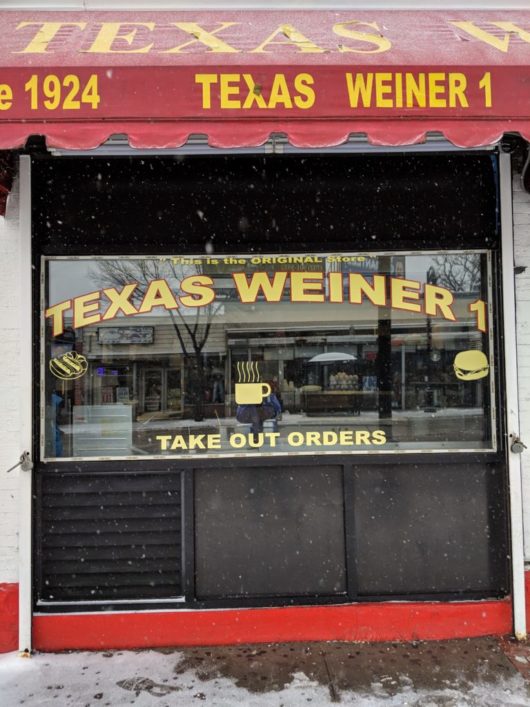 TEXAS W
e 1924 TEXAS WEINER 1
" This is the ORIGINAL Store
TEXAS WEINER 1
TAKE OUT ORDERS